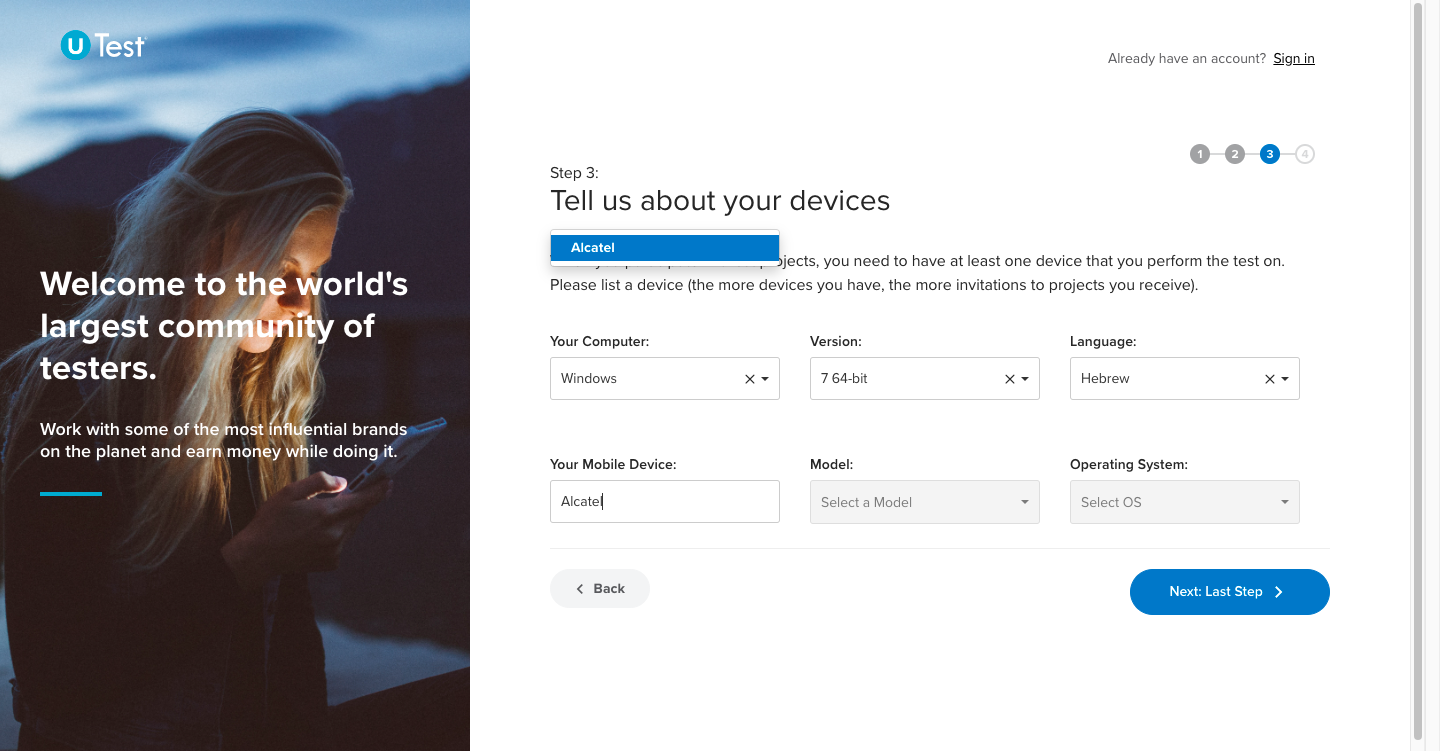 U Test
Already have an account? Sign in
1 2 3 4
Step 3:
Tell us about your devices
Alcatel
ojects, you need to have at least one device that you perform the test on.
Please list a device (the more devices you have, the more invitations to projects you receive).
Welcome to the world's
largest community of
testers.
Work with some of the most influential brands
on the planet and earn money while doing it.
Your Computer: Version: Language:
Windows 7 64-bit Hebrew
Your Mobile Device: Model: Operating System:
Alcatel Select a Model Select OS
Back Next: Last Step